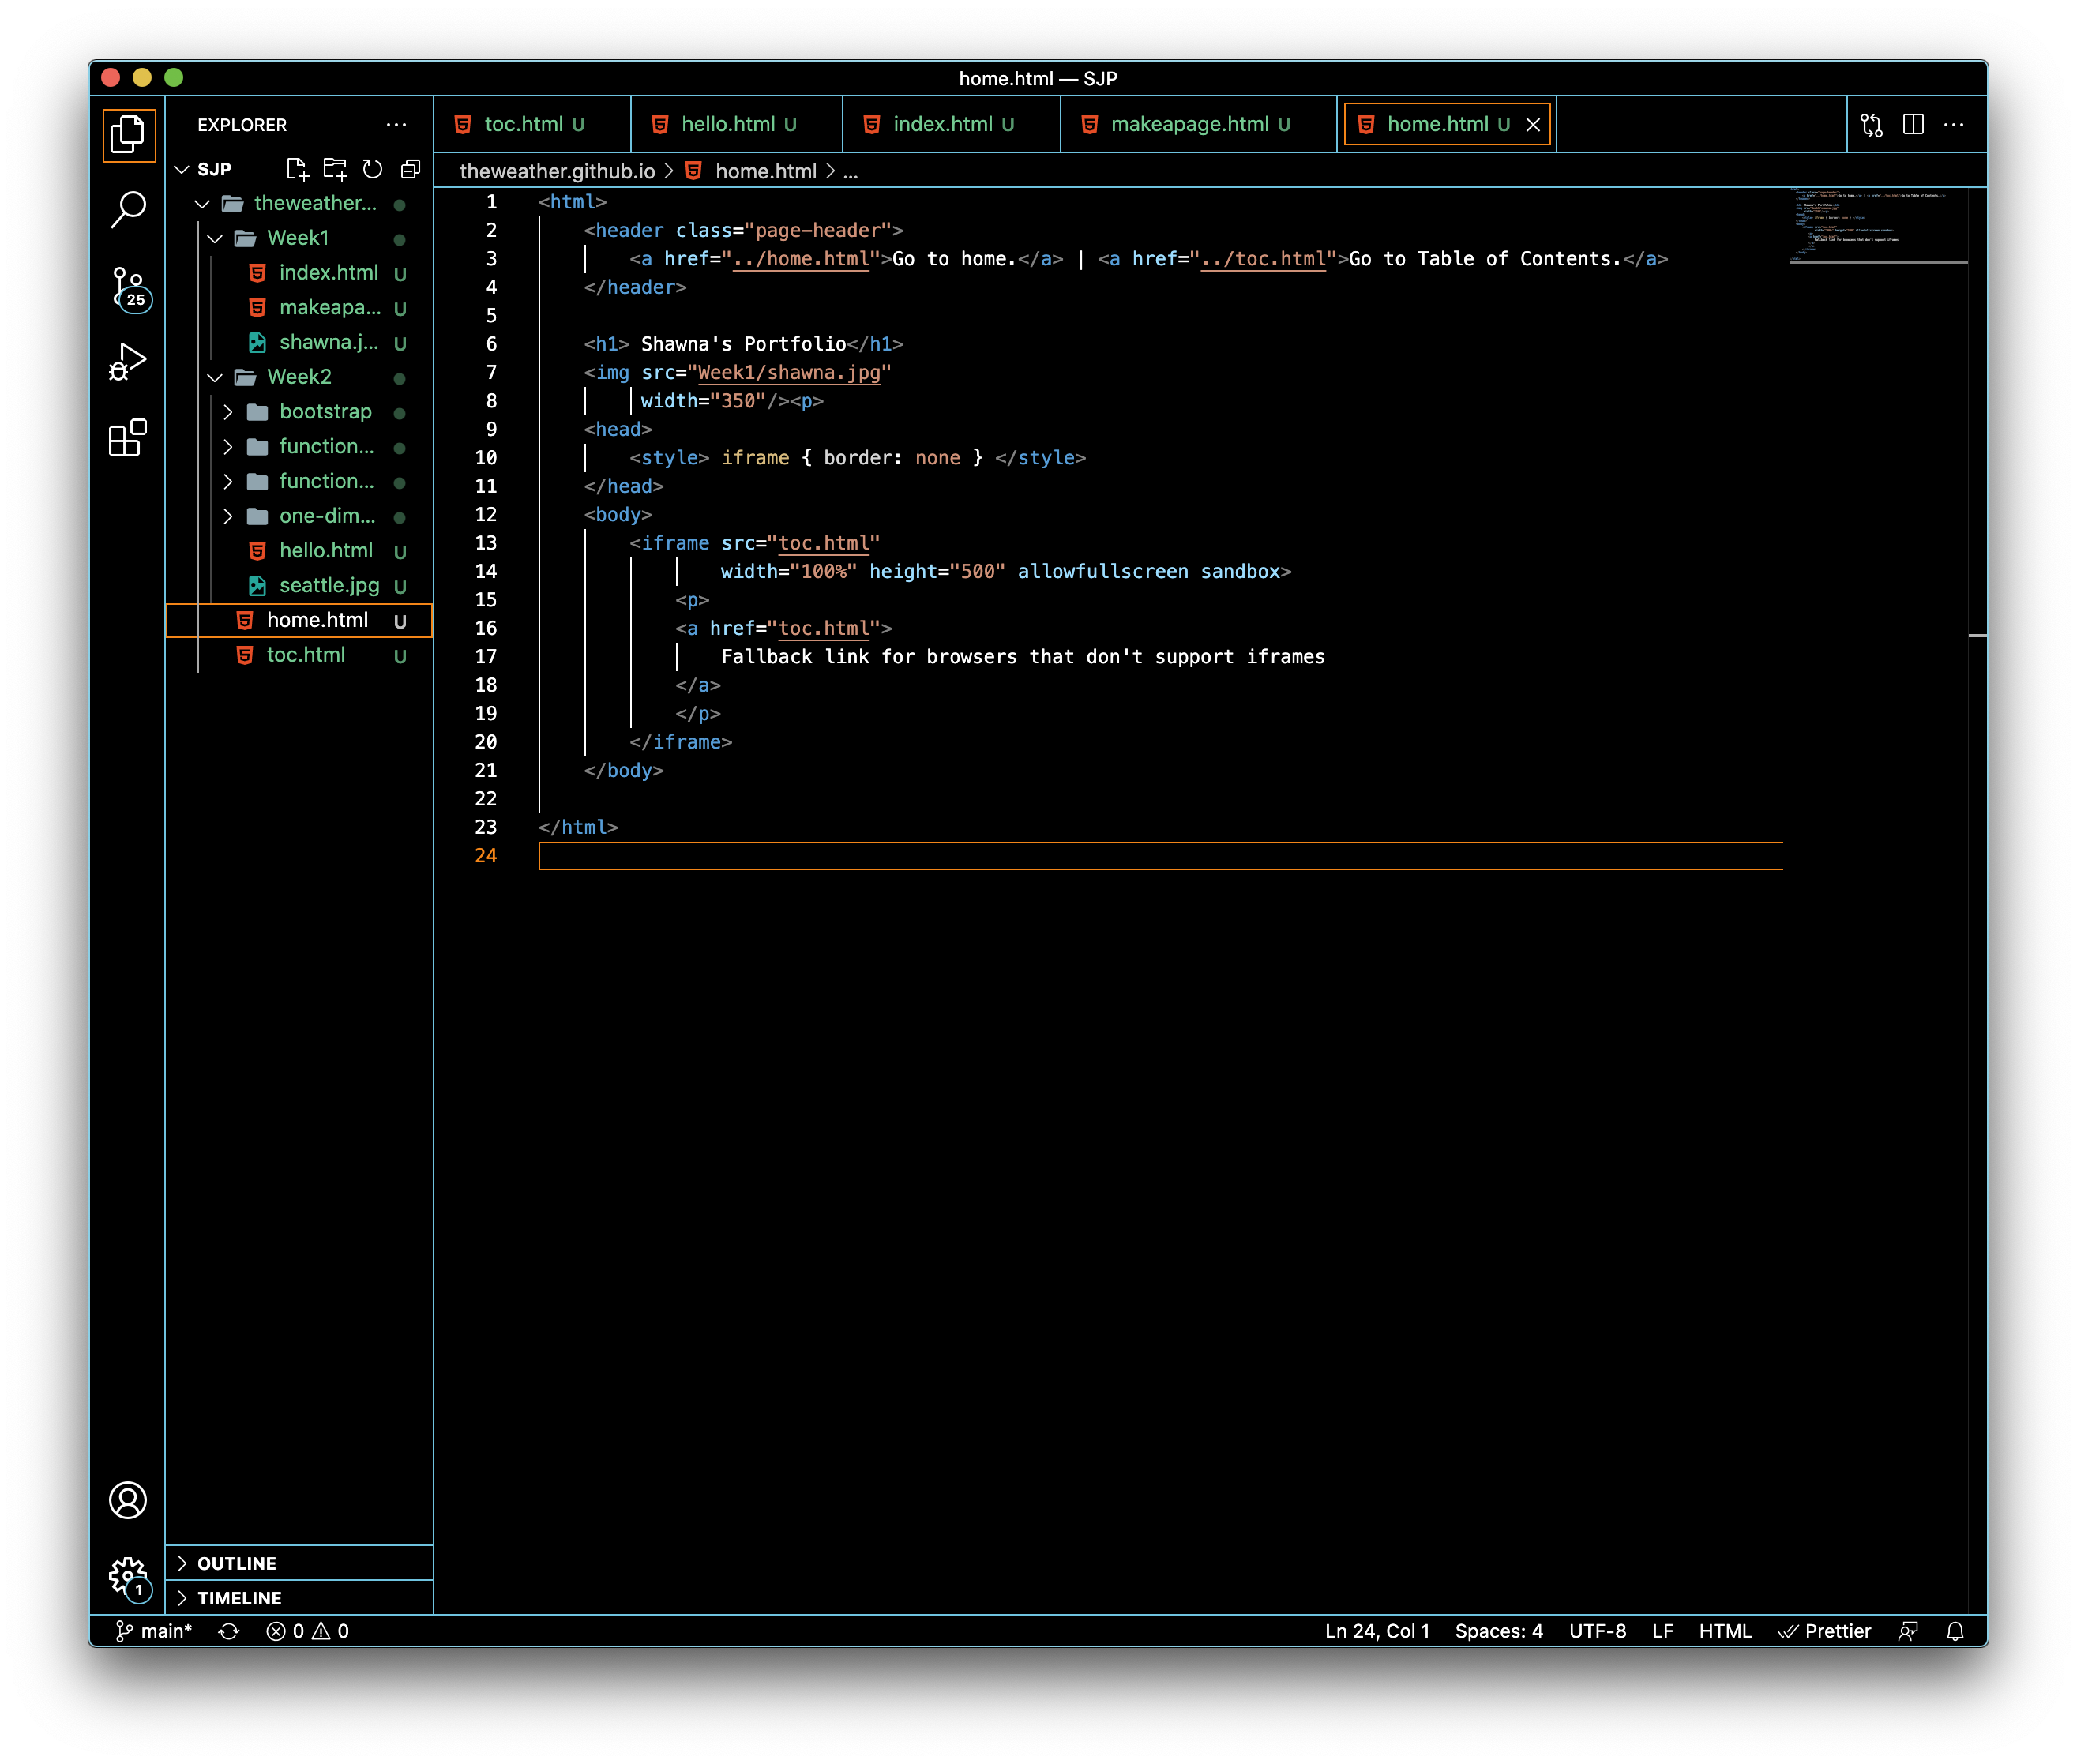 home.html — SJP
EXPLORER
toc.html U
hello.html U
index.html U
makeapage.html U
home.html U
SJP
theweather.github.io > home.html > ...
theweather...
Week1
index.html U
makeapa... U
shawna.j... U
Week2
bootstrap
function...
function...
one-dim...
hello.html U
seattle.jpg U
home.html U
toc.html U
25
1 <html>
2 <header class="page-header">
3 <a href="../home.html">Go to home.</a> | <a href="../toc.html">Go to Table of Contents.</a>
4 </header>
5
6 <h1> Shawna's Portfolio</h1>
7 <img src="Week1/shawna.jpg"
8 width="350"/><p>
9 <head>
10 <style> iframe { border: none } </style>
11 </head>
12 <body>
13 <iframe src="toc.html"
14 width="100%" height="500" allowfullscreen sandbox>
15 <p>
16 <a href="toc.html">
17 Fallback link for browsers that don't support iframes
18 </a>
19 </p>
20 </iframe>
21 </body>
22
23 </html>
24
OUTLINE
1
TIMELINE
main* 0 0 Ln 24, Col 1 Spaces: 4 UTF-8 LF HTML Prettier